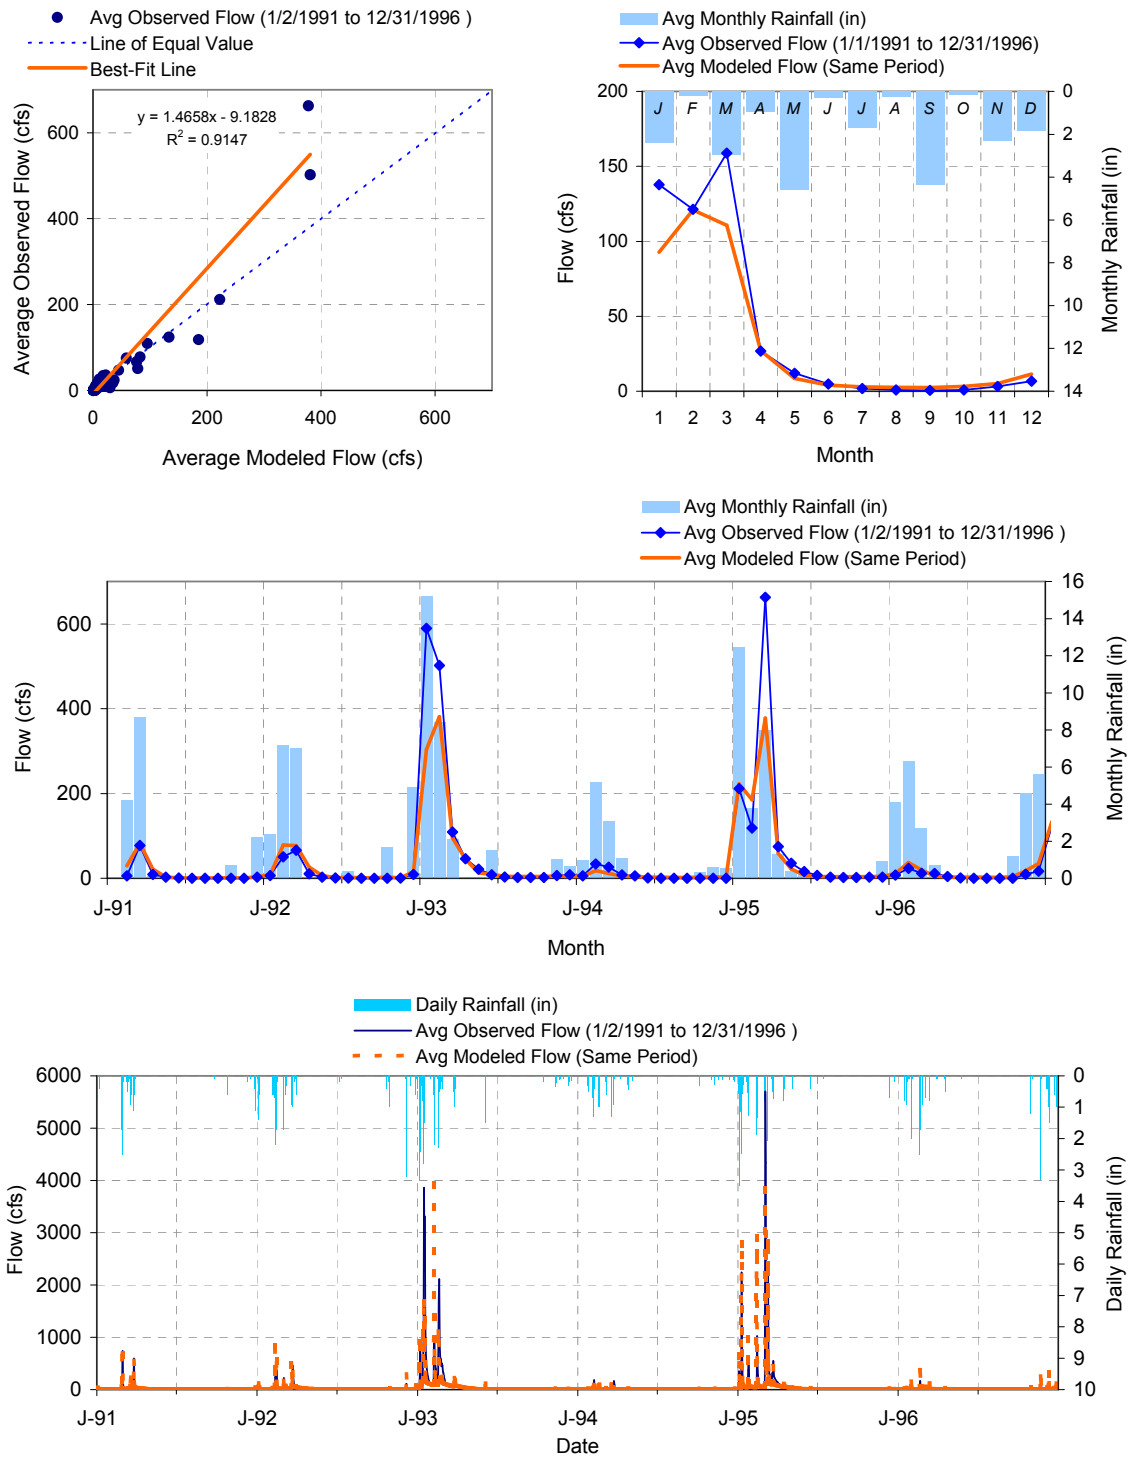 Avg Observed Flow (1/2/1991 to 12/31/1996 )
Line of Equal Value
Best-Fit Line
y = 1.4658x - 9.1828
R² = 0.9147
Average Observed Flow (cfs)
600
400
200
0
0 200 400 600
Average Modeled Flow (cfs)
Avg Monthly Rainfall (in)
Avg Observed Flow (1/1/1991 to 12/31/1996)
Avg Modeled Flow (Same Period)
Flow (cfs)
200
150
100
50
0
J F M A M J J A S O N D
0
2
4
6
8
10
12
14
Monthly Rainfall (in)
1 2 3 4 5 6 7 8 9 10 11 12
Month
Avg Monthly Rainfall (in)
Avg Observed Flow (1/2/1991 to 12/31/1996 )
Avg Modeled Flow (Same Period)
Flow (cfs)
600
400
200
0
16
14
12
10
8
6
4
2
0
Monthly Rainfall (in)
J-91 J-92 J-93 J-94 J-95 J-96
Month
Daily Rainfall (in)
Avg Observed Flow (1/2/1991 to 12/31/1996 )
Avg Modeled Flow (Same Period)
Flow (cfs)
6000
5000
4000
3000
2000
1000
0
0
1
2
3
4
5
6
7
8
9
10
Daily Rainfall (in)
J-91 J-92 J-93 J-94 J-95 J-96
Date